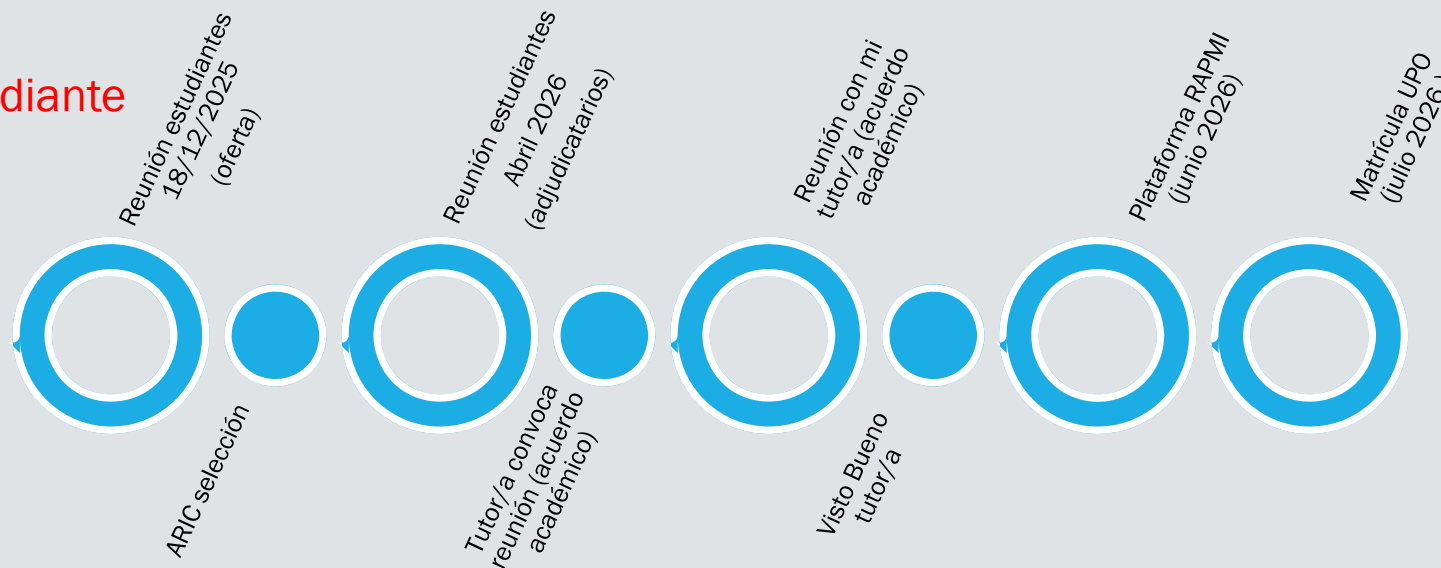 diante
Reunión estudiantes
18/12/2025
(oferta)
ARIC selección
Reunión estudiantes
Abril 2026
(adjudicatarios)
Tutor/a convoca
reunión (acuerdo
académico)
Reunión con mi
tutor/a (acuerdo
académico)
Visto Bueno
tutor/a
Plataforma RAPMI
(junio 2026)
Matrícula UPO
(julio 2026)